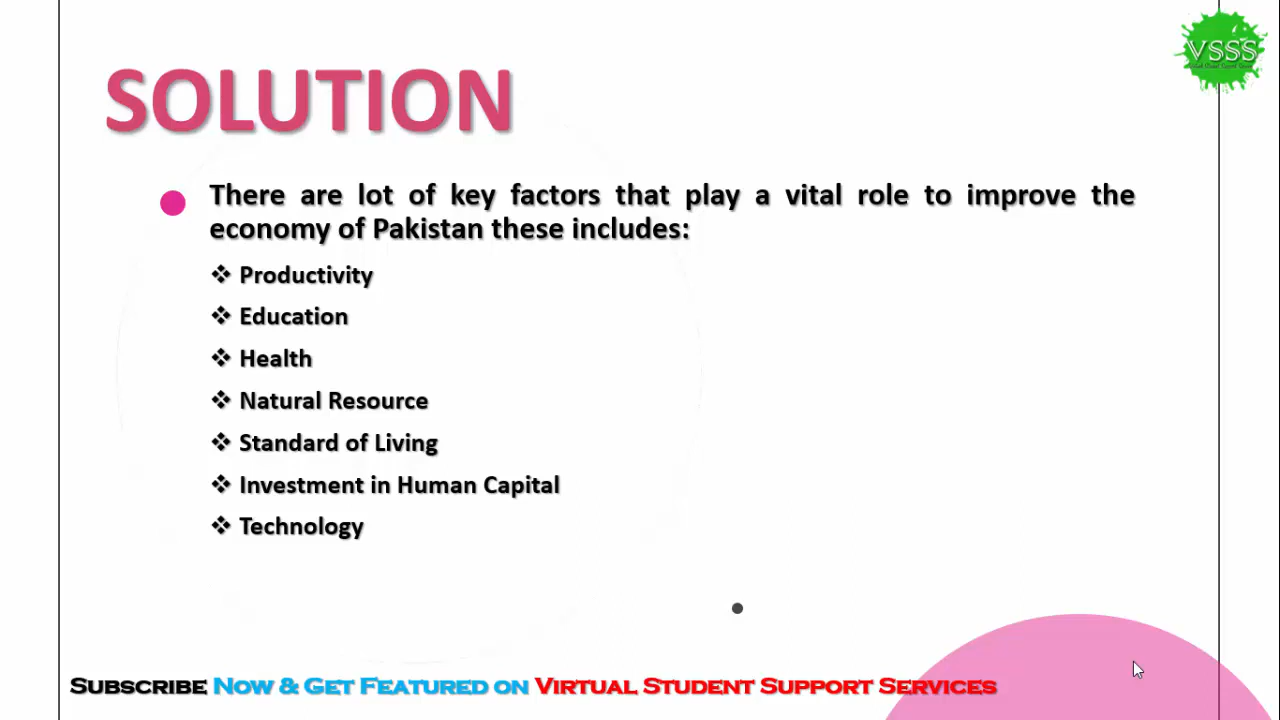 VSSS
SOLUTION
There are lot of key factors that play a vital role to improve the
economy of Pakistan these includes:
Productivity
Education
Health
Natural Resource
Standard of Living
Investment in Human Capital
Technology
Subscribe Now & Get Featured on Virtual Student Support Services